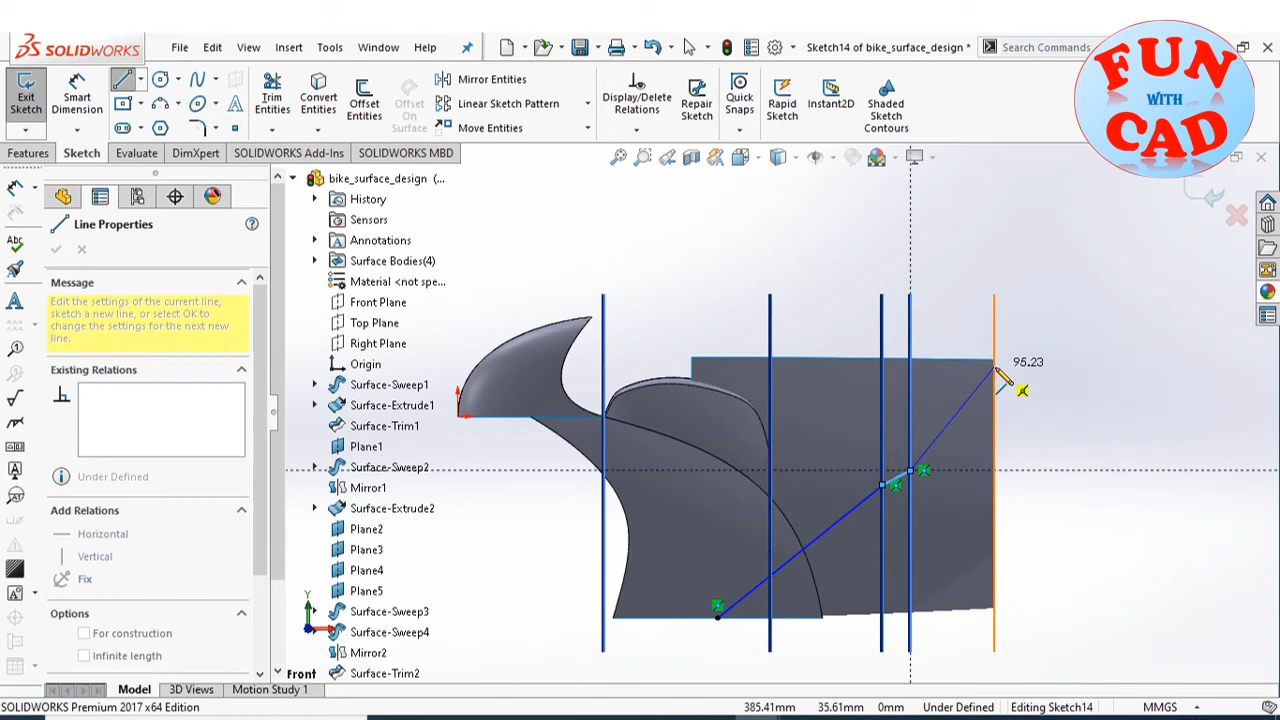 SOLIDWORKS
File Edit View Insert Tools Window Help
Sketch14 of bike_surface_design *
Search Commands
FUN
WITH
CAD
Exit Sketch
Smart Dimension
Trim Entities
Convert Entities
Offset Entities
Offset On Surface
Mirror Entities
Linear Sketch Pattern
Move Entities
Display/Delete Relations
Repair Sketch
Quick Snaps
Rapid Sketch
Instant2D
Shaded Sketch Contours
Features Sketch Evaluate DimXpert SOLIDWORKS Add-Ins SOLIDWORKS MBD
Line Properties
Message
Edit the settings of the current line,
sketch a new line, or select OK to
change the settings for the next new
line.
Existing Relations
Under Defined
Add Relations
Horizontal
Vertical
Fix
Options
For construction
Infinite length
bike_surface_design (...
History
Sensors
Annotations
Surface Bodies(4)
Material <not spe...
Front Plane
Top Plane
Right Plane
Origin
Surface-Sweep1
Surface-Extrude1
Surface-Trim1
Plane1
Surface-Sweep2
Mirror1
Surface-Extrude2
Plane2
Plane3
Plane4
Plane5
Surface-Sweep3
Surface-Sweep4
Mirror2
Surface-Trim2
95.23
Y
Front
Model 3D Views Motion Study 1
SOLIDWORKS Premium 2017 x64 Edition
385.41mm 35.61mm 0mm Under Defined Editing Sketch14 MMGS